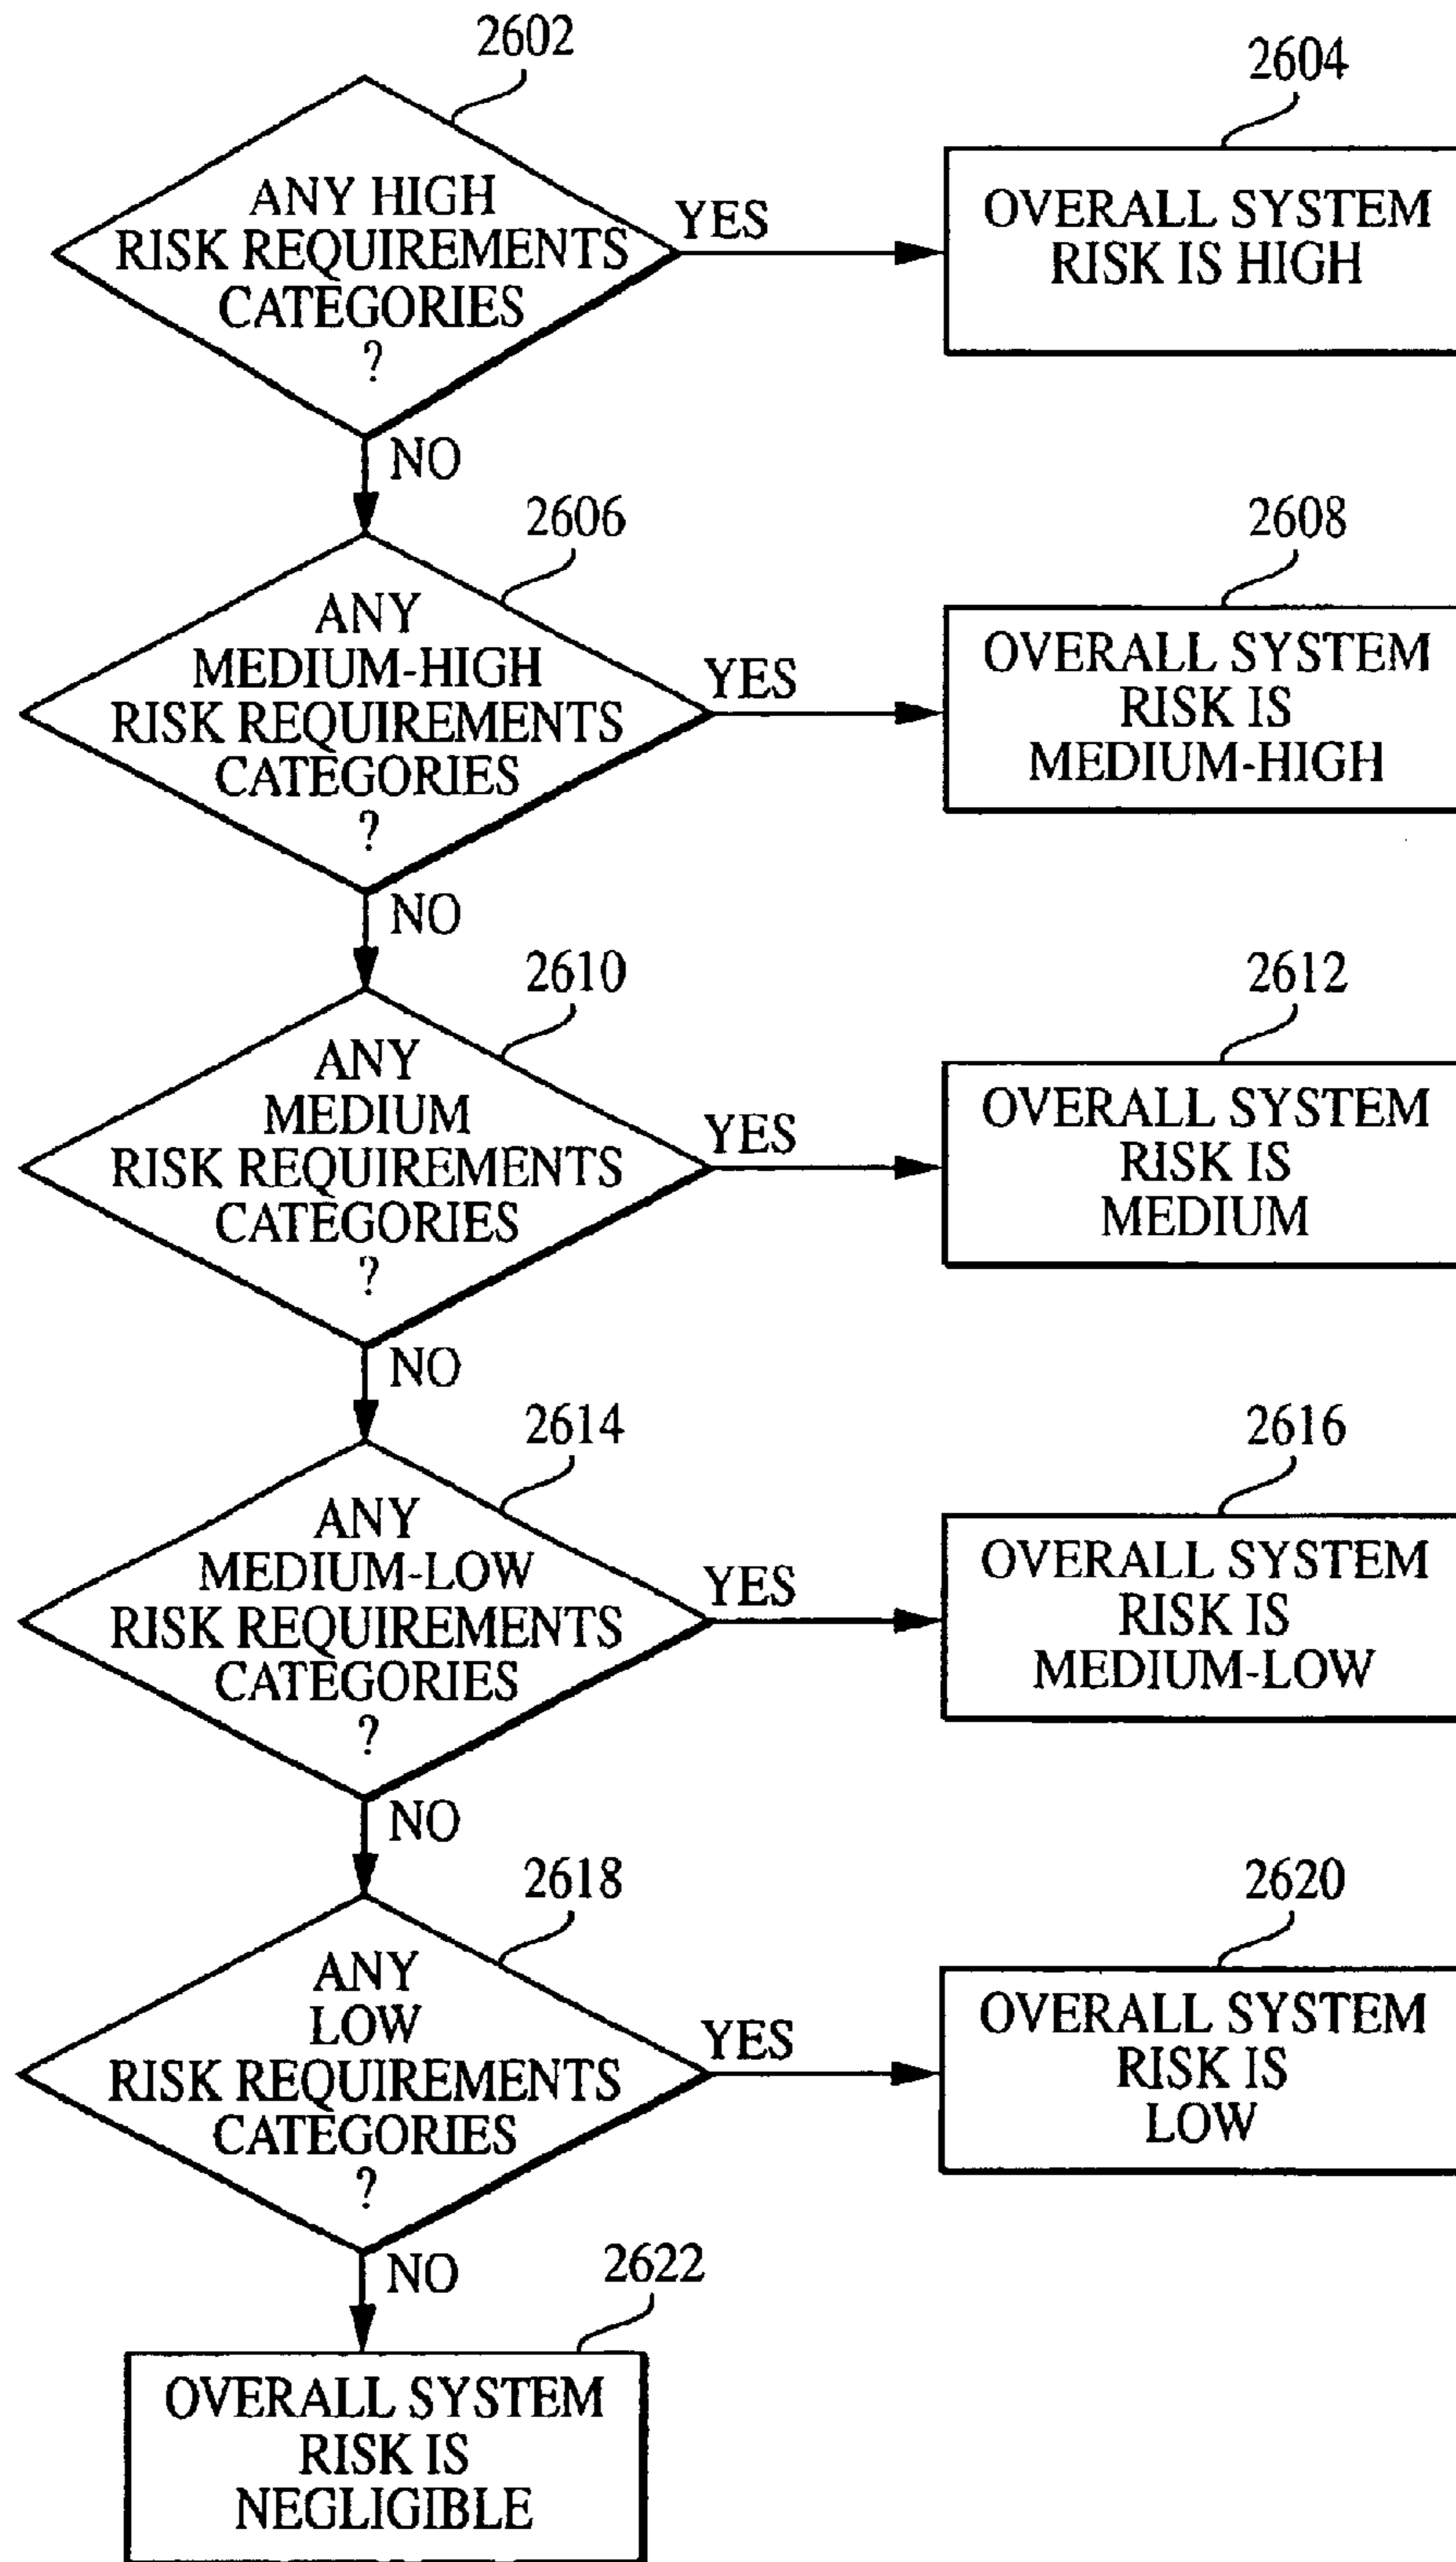 2602
ANY HIGH
RISK REQUIREMENTS
CATEGORIES
?
YES
2604
OVERALL SYSTEM
RISK IS HIGH
NO
2606
ANY
MEDIUM-HIGH
RISK REQUIREMENTS
CATEGORIES
?
YES
2608
OVERALL SYSTEM
RISK IS
MEDIUM-HIGH
NO
2610
ANY
MEDIUM
RISK REQUIREMENTS
CATEGORIES
?
YES
2612
OVERALL SYSTEM
RISK IS
MEDIUM
NO
2614
ANY
MEDIUM-LOW
RISK REQUIREMENTS
CATEGORIES
?
YES
2616
OVERALL SYSTEM
RISK IS
MEDIUM-LOW
NO
2618
ANY
LOW
RISK REQUIREMENTS
CATEGORIES
?
YES
2620
OVERALL SYSTEM
RISK IS
LOW
NO
2622
OVERALL SYSTEM
RISK IS
NEGLIGIBLE